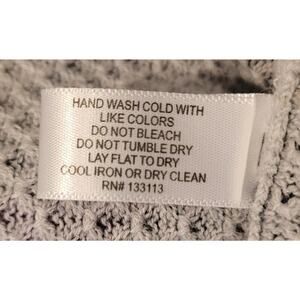 HAND WASH COLD WITH
LIKE COLORS
DO NOT BLEACH
DO NOT TUMBLE DRY
LAY FLAT TO DRY
COOL IRON OR DRY CLEAN
RN# 133113